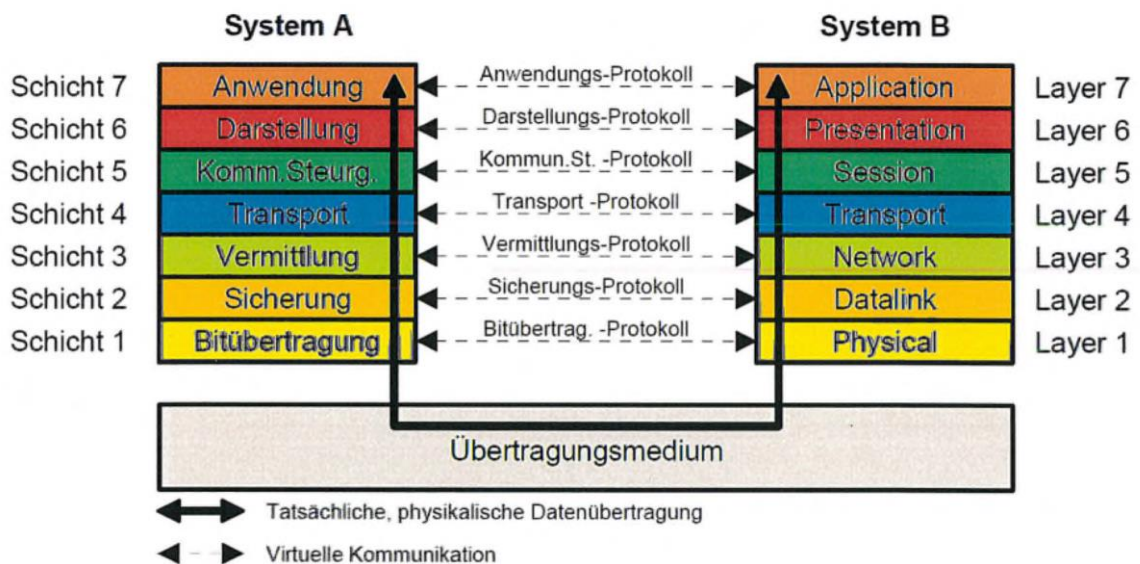 System A System B
Schicht 7 Anwendung Anwendungs-Protokoll Application Layer 7
Schicht 6 Darstellung Darstellungs-Protokoll Presentation Layer 6
Schicht 5 Komm.Steurg. Kommun.St. -Protokoll Session Layer 5
Schicht 4 Transport Transport -Protokoll Transport Layer 4
Schicht 3 Vermittlung Vermittlungs-Protokoll Network Layer 3
Schicht 2 Sicherung Sicherungs-Protokoll Datalink Layer 2
Schicht 1 Bitübertragung Bitübertrag. -Protokoll Physical Layer 1
Übertragungsmedium
Tatsächliche, physikalische Datenübertragung
Virtuelle Kommunikation